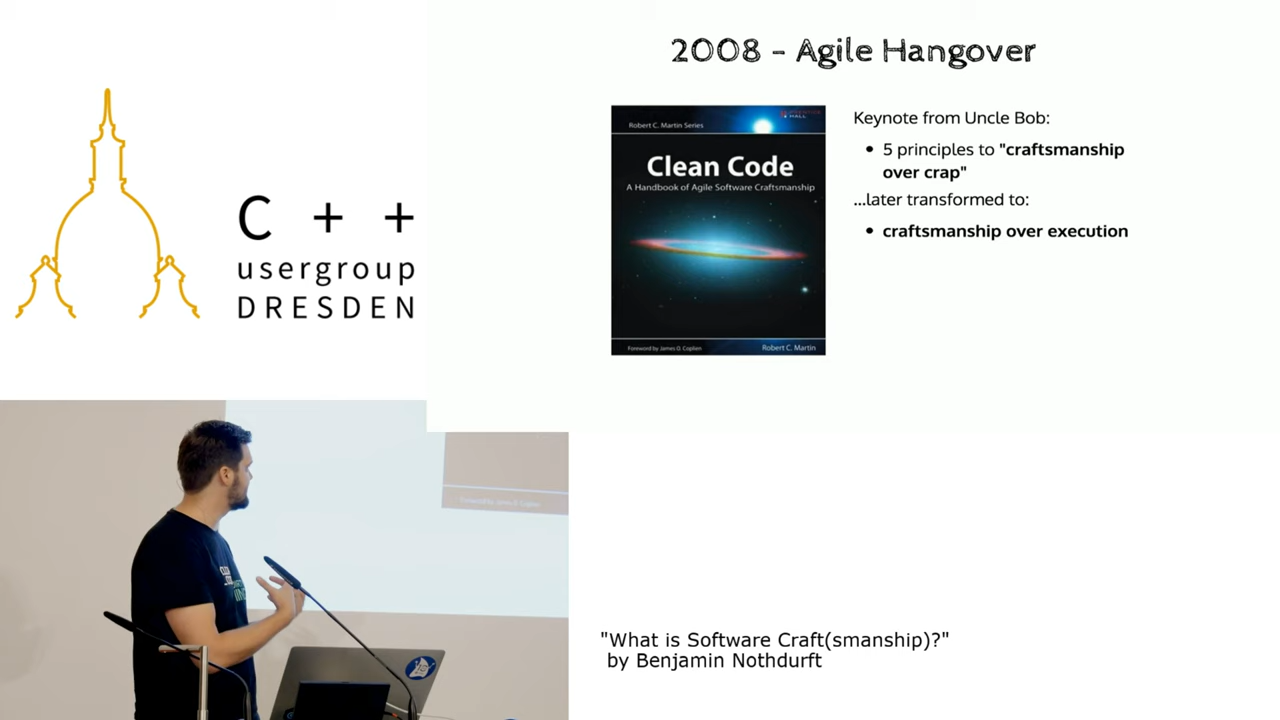 2008 - Agile Hangover
C + +
usergroup
DRESDEN
Robert C. Martin Series
Clean Code
A Handbook of Agile Software Craftsmanship
Foreword by James O. Coplien
Robert C. Martin
Keynote from Uncle Bob:
• 5 principles to "craftsmanship
over crap"
...later transformed to:
• craftsmanship over execution
"What is Software Craft(smanship)?"
by Benjamin Nothdurft